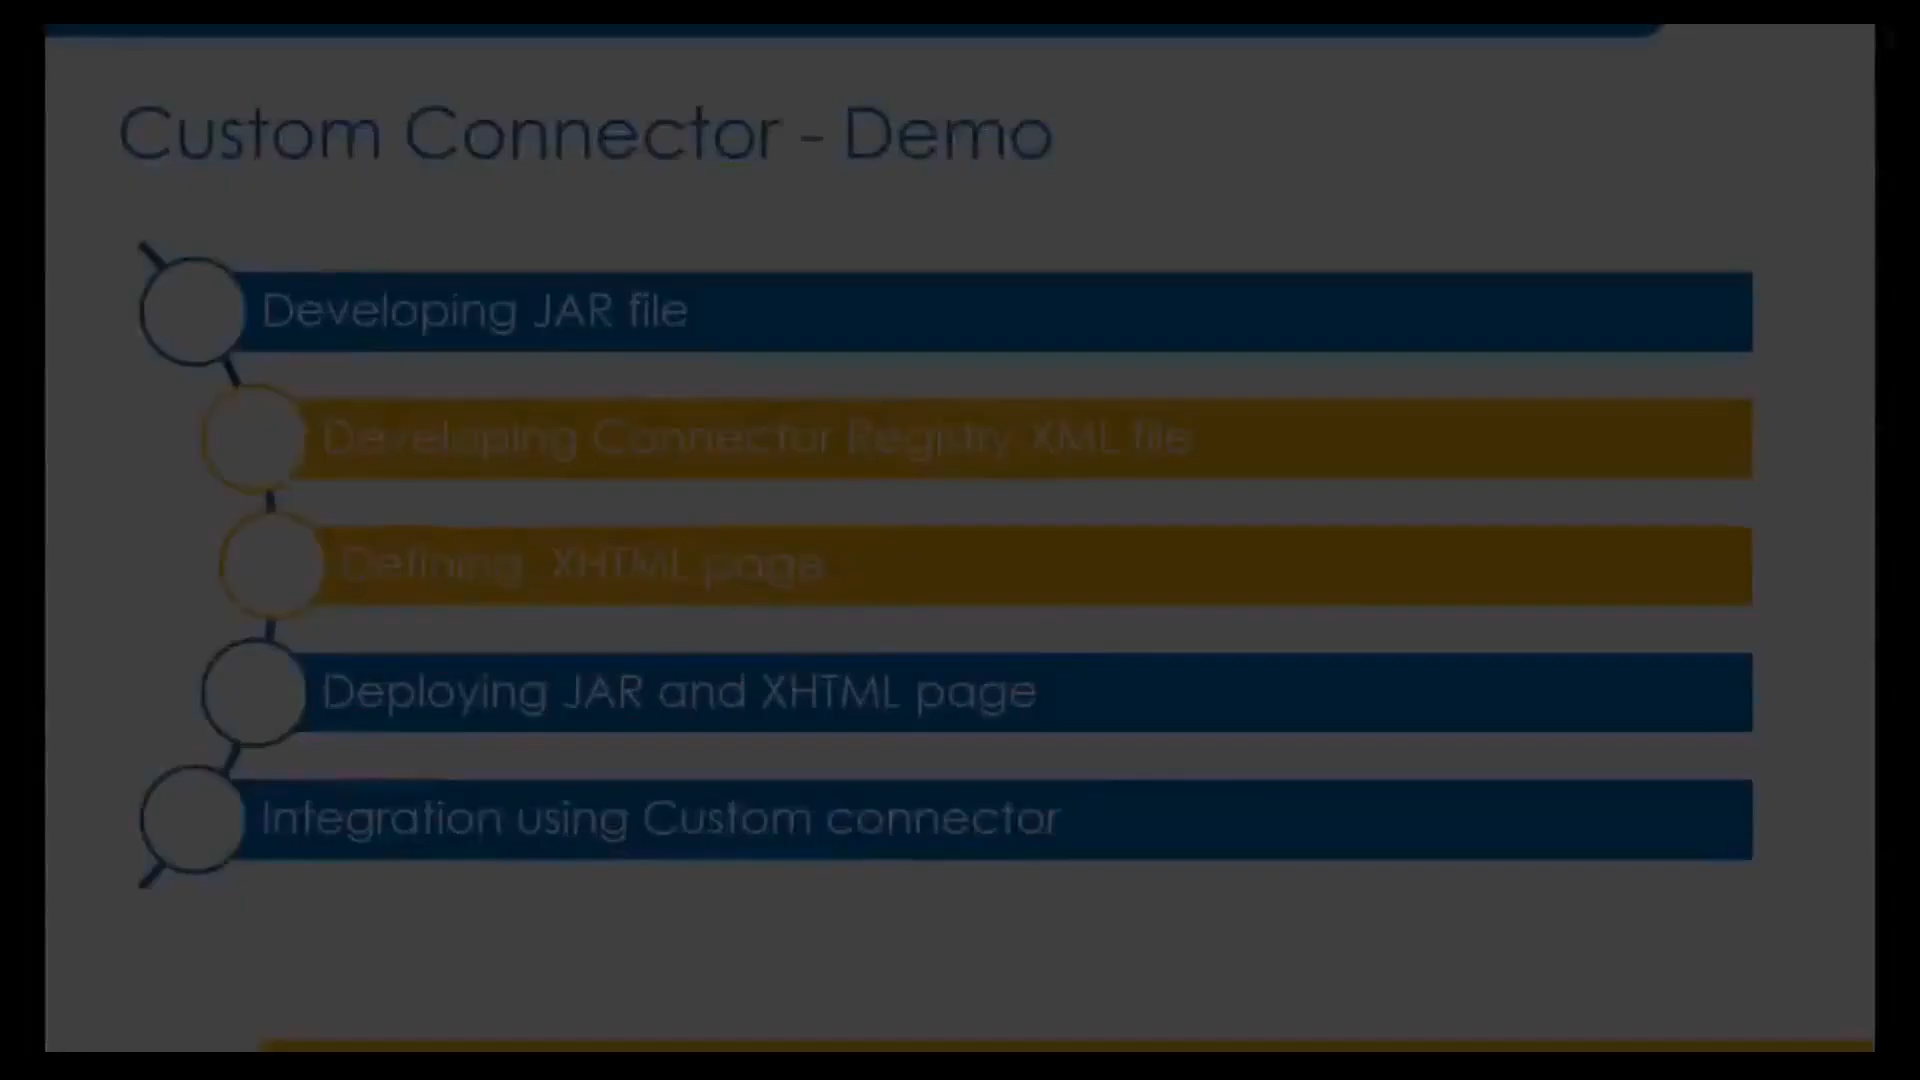 Custom Connector - Demo
Developing JAR file
Developing Connector Registry XML file
Defining XHTML page
Deploying JAR and XHTML page
Integration using Custom connector